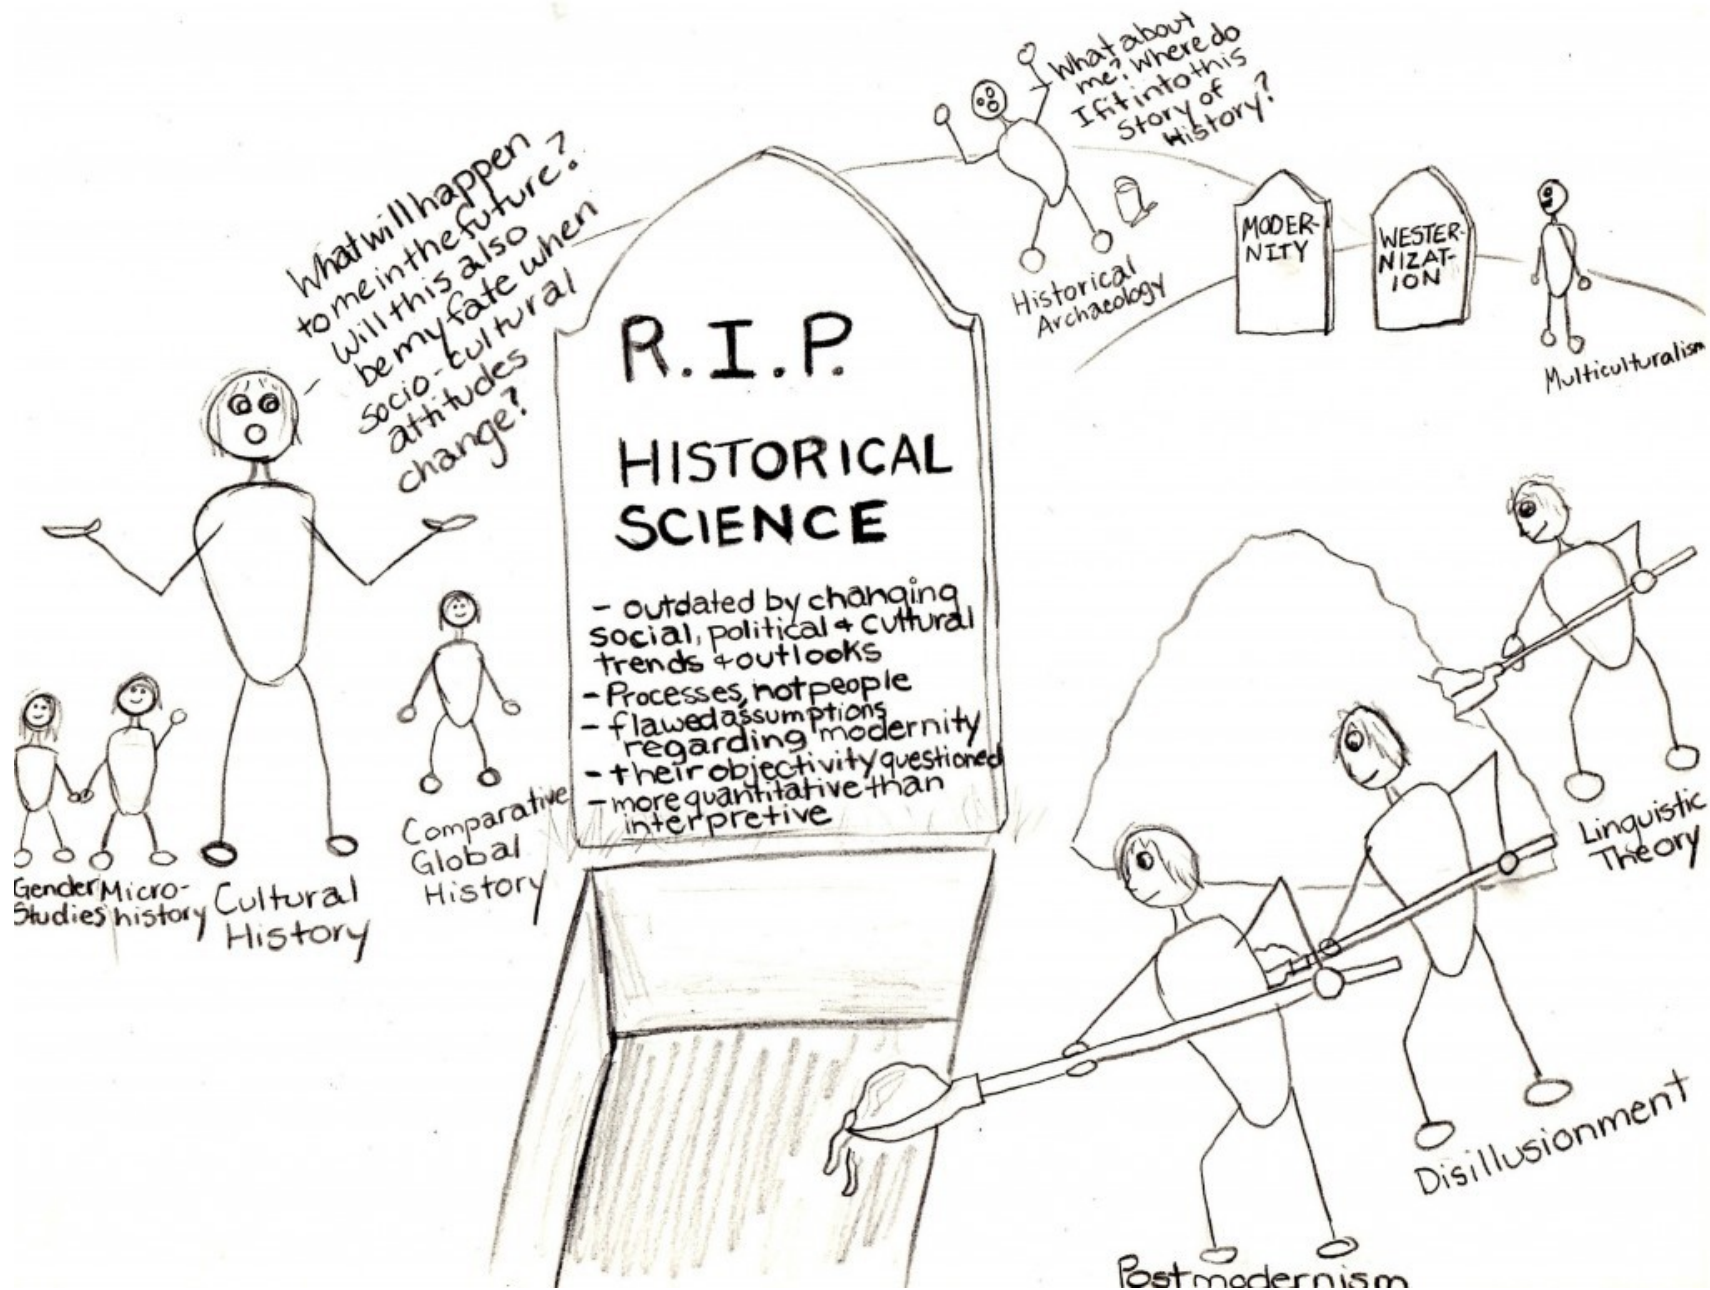 What will happen
to me in the future?
Will this also
be my fate when
socio-cultural
attitudes
change?
What about
me? Where do
I fit into this
Story of
History?
Historical
Archaeology
MODER-
NITY
WESTER-
NIZAT-
ION
Multiculturalism
R.I.P.
HISTORICAL
SCIENCE
- outdated by changing
social, political & cultural
trends & outlooks
- Processes, not people
- flawed assumptions
regarding modernity
- their objectivity questioned
- more quantitative than
interpretive
Gender
Studies
Micro-
history
Cultural
History
Comparative
Global
History
Linguistic
Theory
Disillusionment
Postmodernism